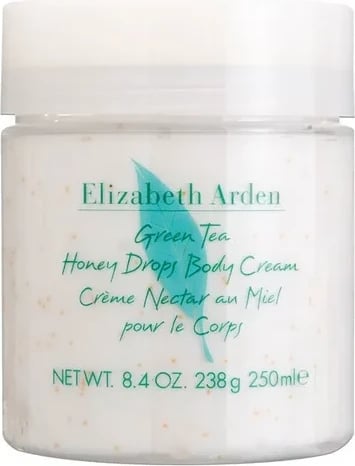 Elizabeth Arden
Green Tea
Honey Drops Body Cream
Crème Nectar au Miel
pour le Corps
NET WT. 8.4 OZ. 238g 250ml℮